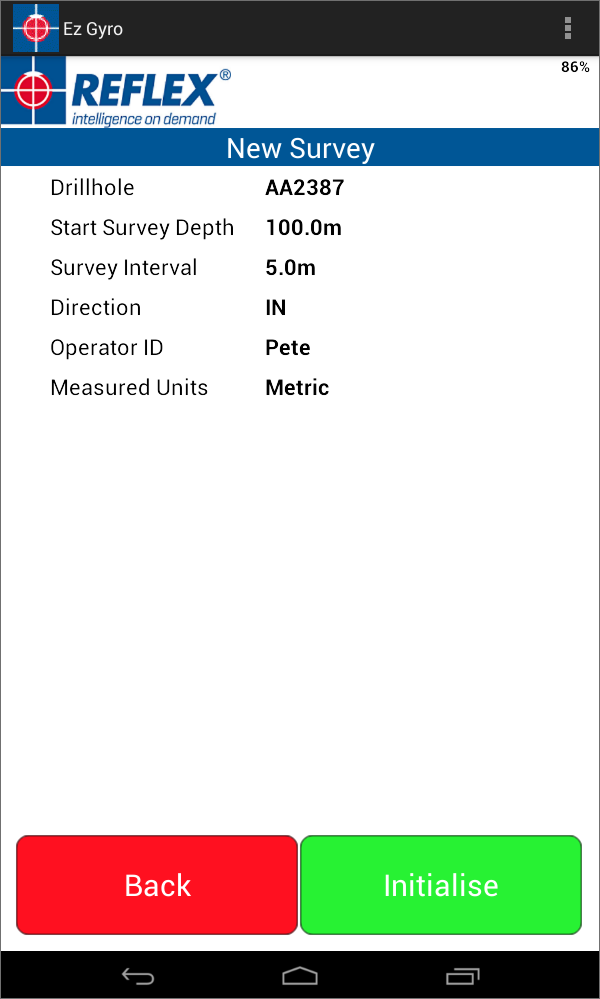 Ez Gyro
86%
REFLEX®
intelligence on demand
New Survey
Drillhole AA2387
Start Survey Depth 100.0m
Survey Interval 5.0m
Direction IN
Operator ID Pete
Measured Units Metric
Back Initialise